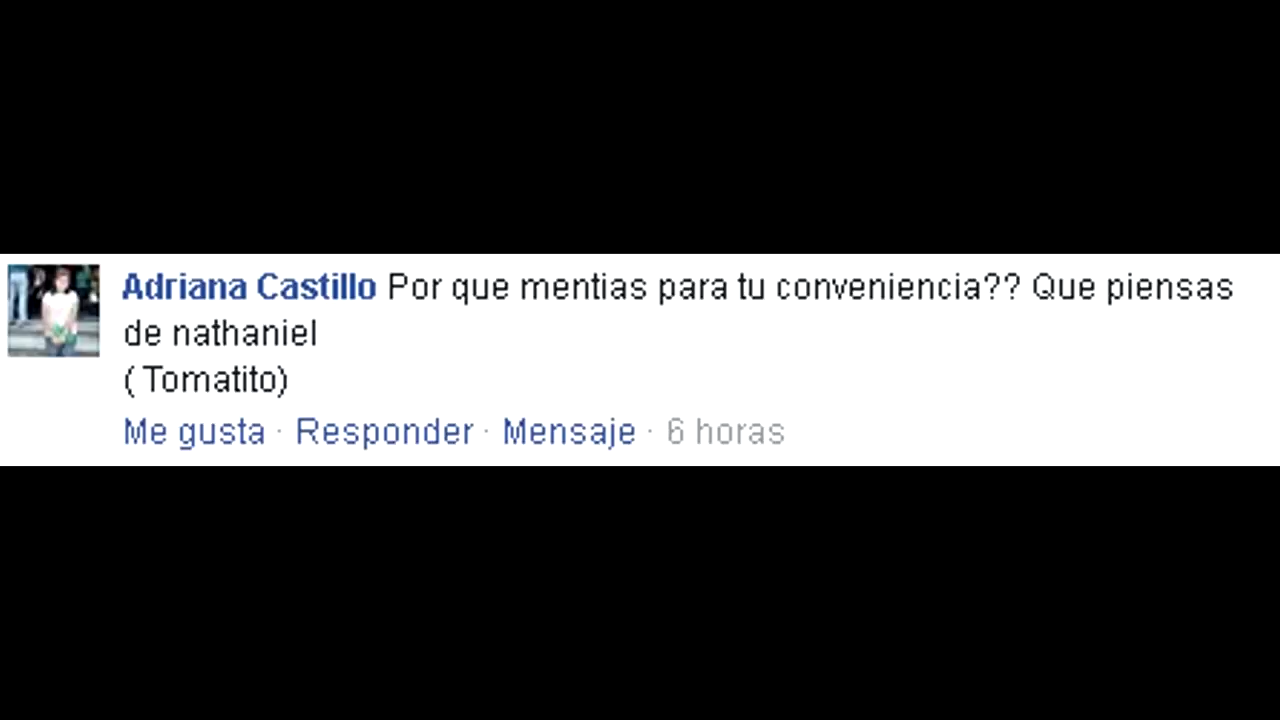 Adriana Castillo Por que mentias para tu conveniencia?? Que piensas
de nathaniel
( Tomatito)
Me gusta · Responder · Mensaje · 6 horas